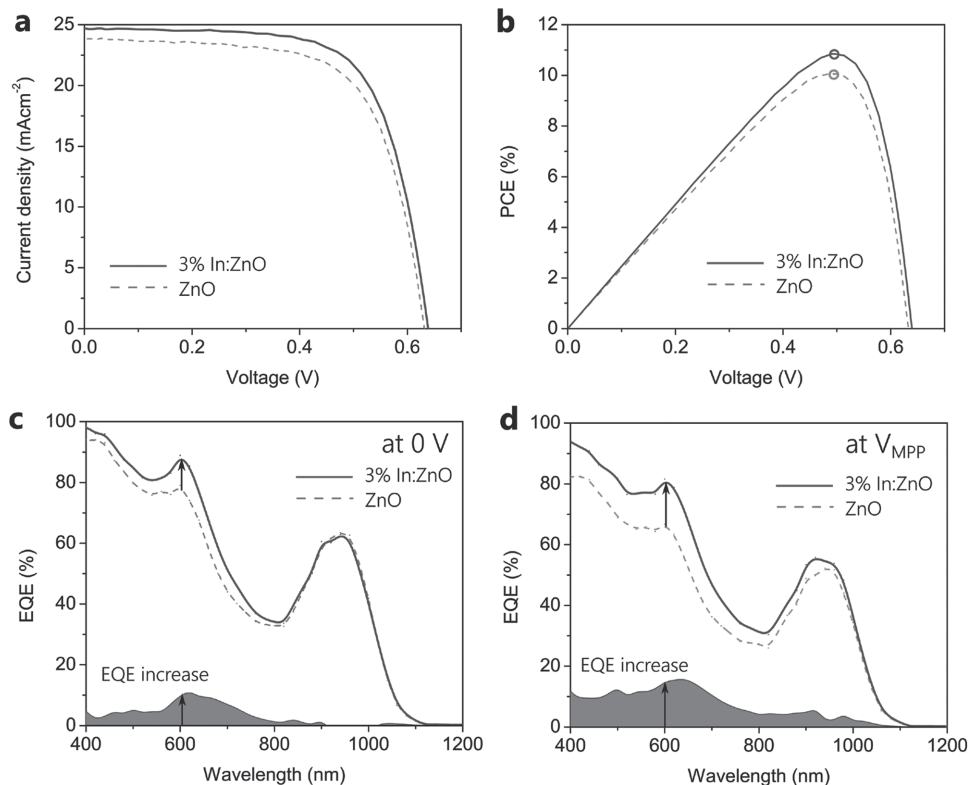 a
25
20
15
10
5
0
Current density (mAcm⁻²)
3% In:ZnO
ZnO
0.0 0.2 0.4 0.6
Voltage (V)
b
12
10
8
6
4
2
0
PCE (%)
3% In:ZnO
ZnO
0.0 0.2 0.4 0.6
Voltage (V)
c
100
80
60
40
20
0
EQE (%)
at 0 V
3% In:ZnO
ZnO
EQE increase
400 600 800 1000 1200
Wavelength (nm)
d
100
80
60
40
20
0
EQE (%)
at V_MPP
3% In:ZnO
ZnO
EQE increase
400 600 800 1000 1200
Wavelength (nm)